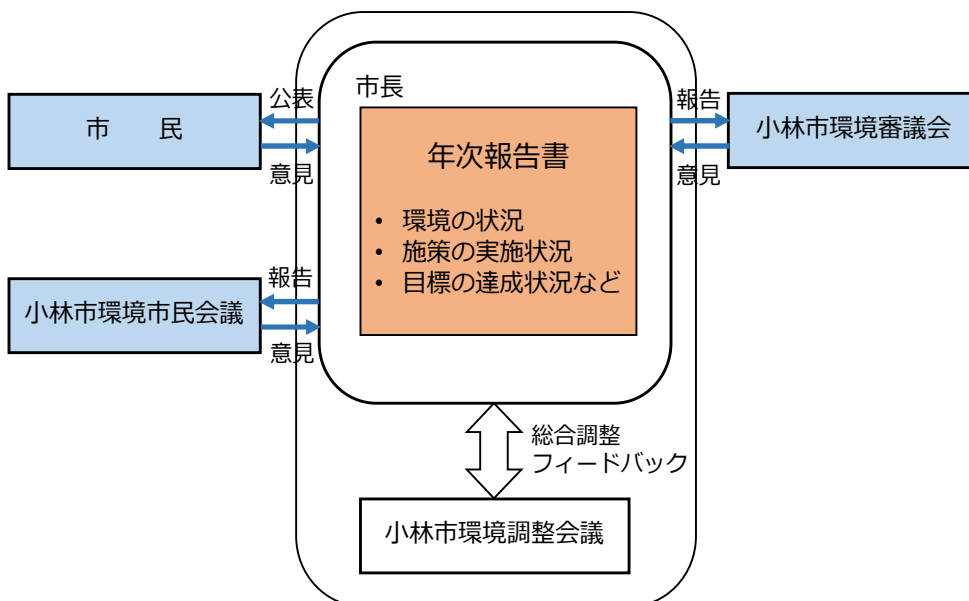 市長
公表
市　　民
意見
報告
小林市環境市民会議
意見
年次報告書
• 環境の状況
• 施策の実施状況
• 目標の達成状況など
報告
小林市環境審議会
意見
総合調整
フィードバック
小林市環境調整会議